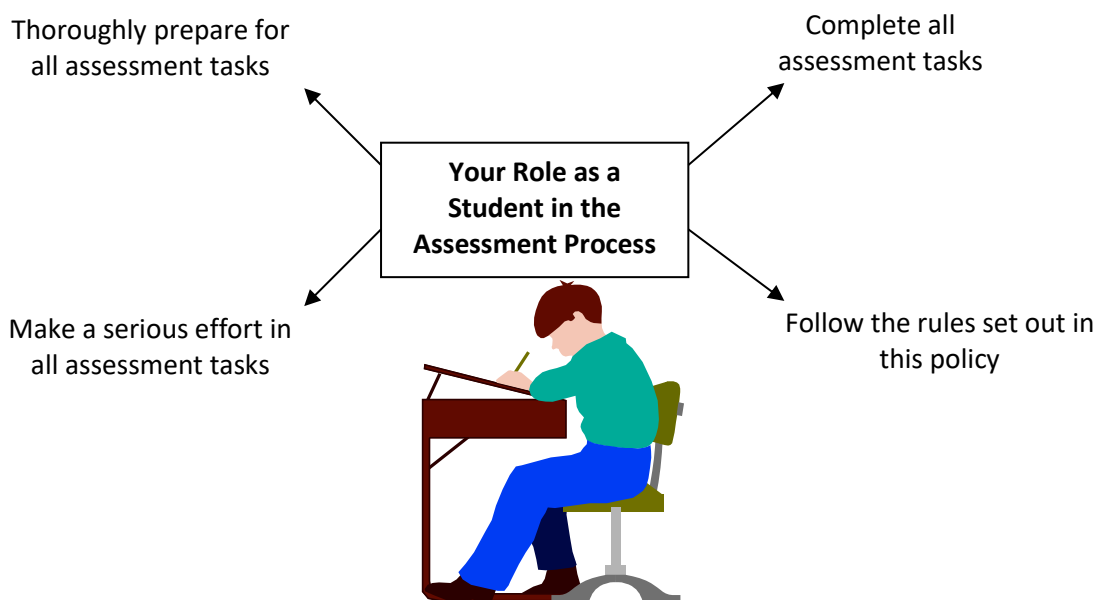 Thoroughly prepare for
all assessment tasks
Complete all
assessment tasks
Your Role as a
Student in the
Assessment Process
Make a serious effort in
all assessment tasks
Follow the rules set out in
this policy